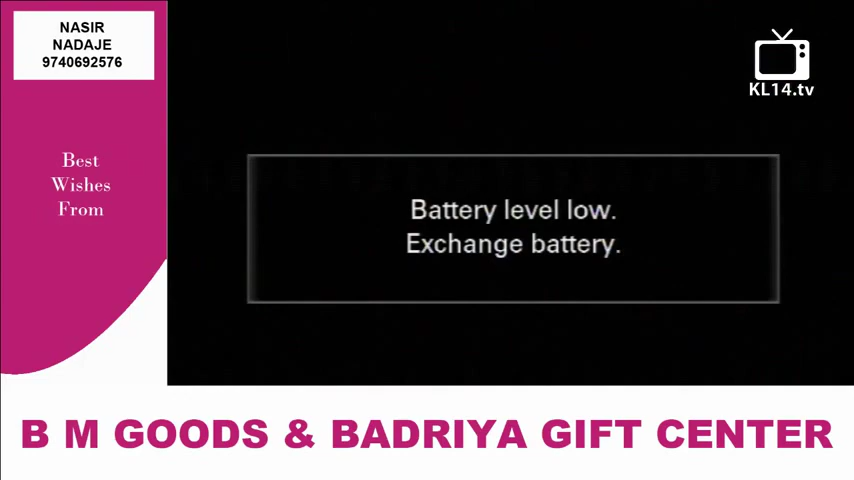 NASIR
NADAJE
9740692576
KL14.tv
Best
Wishes
From
Battery level low.
Exchange battery.
B M GOODS & BADRIYA GIFT CENTER